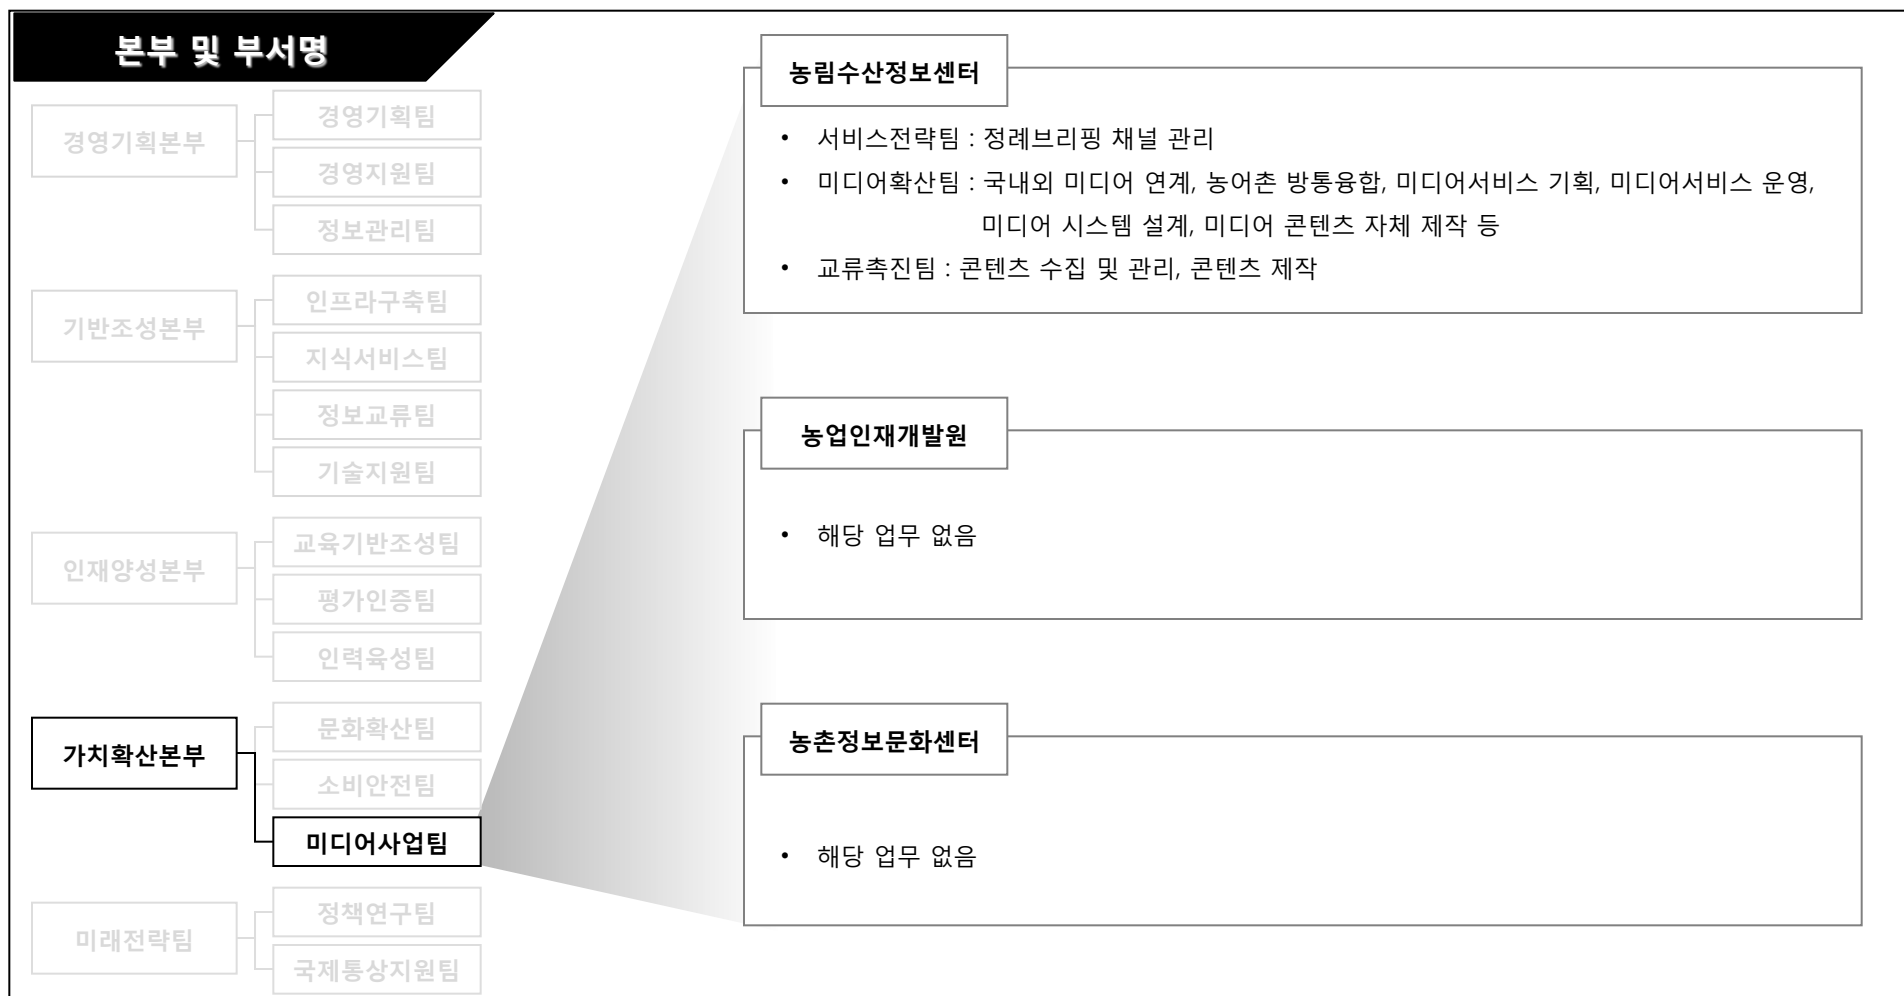 본부 및 부서명
경영기획본부
경영기획팀
경영지원팀
정보관리팀
기반조성본부
인프라구축팀
지식서비스팀
정보교류팀
기술지원팀
인재양성본부
교육기반조성팀
평가인증팀
인력육성팀
가치확산본부
문화확산팀
소비안전팀
미디어사업팀
미래전략팀
정책연구팀
국제통상지원팀
농림수산정보센터
• 서비스전략팀 : 정례브리핑 채널 관리
• 미디어확산팀 : 국내외 미디어 연계, 농어촌 방통융합, 미디어서비스 기획, 미디어서비스 운영,
미디어 시스템 설계, 미디어 콘텐츠 자체 제작 등
• 교류촉진팀 : 콘텐츠 수집 및 관리, 콘텐츠 제작
농업인재개발원
• 해당 업무 없음
농촌정보문화센터
• 해당 업무 없음